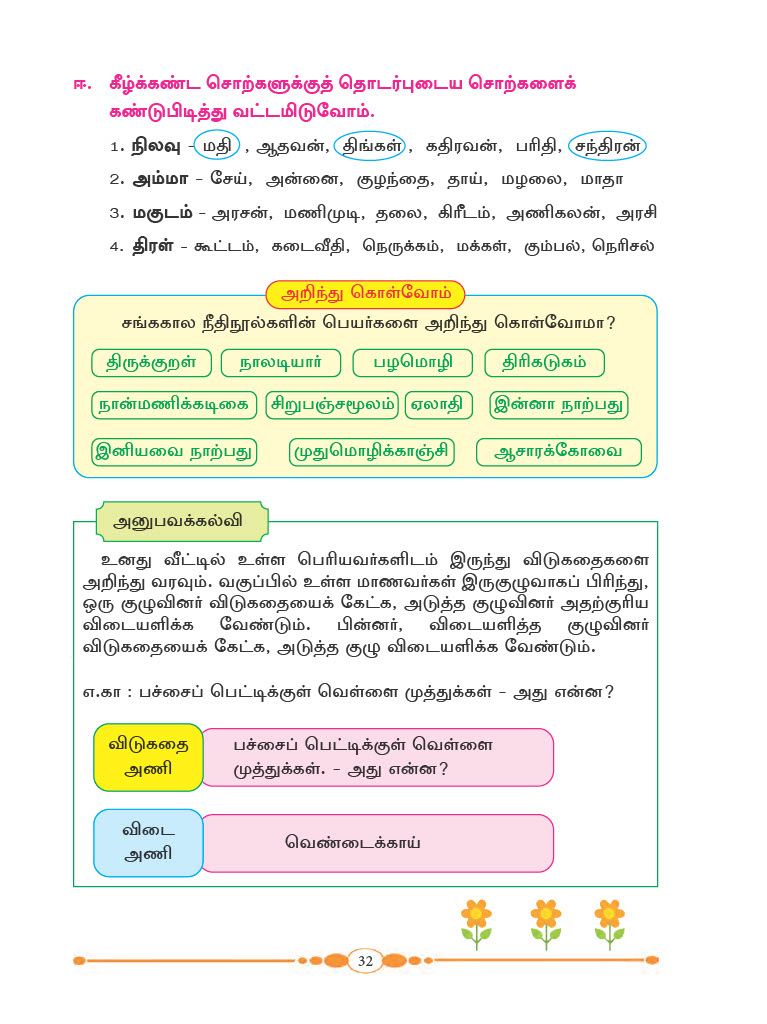 ஈ. கீழ்க்கண்ட சொற்களுக்குத் தொடர்புடைய சொற்களைக்
கண்டுபிடித்து வட்டமிடுவோம்.
1. நிலவு - மதி , ஆதவன், திங்கள் , கதிரவன், பரிதி, சந்திரன்
2. அம்மா - சேய், அன்னை, குழந்தை, தாய், மழலை, மாதா
3. மகுடம் - அரசன், மணிமுடி, தலை, கிரீடம், அணிகலன், அரசி
4. திரள் - கூட்டம், கடைவீதி, நெருக்கம், மக்கள், கும்பல், நெரிசல்
அறிந்து கொள்வோம்
சங்ககால நீதிநூல்களின் பெயர்களை அறிந்து கொள்வோமா?
திருக்குறள் நாலடியார் பழமொழி திரிகடுகம்
நான்மணிக்கடிகை சிறுபஞ்சமூலம் ஏலாதி இன்னா நாற்பது
இனியவை நாற்பது முதுமொழிக்காஞ்சி ஆசாரக்கோவை
அனுபவக்கல்வி
உனது வீட்டில் உள்ள பெரியவர்களிடம் இருந்து விடுகதைகளை
அறிந்து வரவும். வகுப்பில் உள்ள மாணவர்கள் இருகுழுவாகப் பிரிந்து,
ஒரு குழுவினர் விடுகதையைக் கேட்க, அடுத்த குழுவினர் அதற்குரிய
விடையளிக்க வேண்டும். பின்னர், விடையளித்த குழுவினர்
விடுகதையைக் கேட்க, அடுத்த குழு விடையளிக்க வேண்டும்.
எ.கா : பச்சைப் பெட்டிக்குள் வெள்ளை முத்துக்கள் - அது என்ன?
விடுகதை
அணி
பச்சைப் பெட்டிக்குள் வெள்ளை
முத்துக்கள். - அது என்ன?
விடை
அணி
வெண்டைக்காய்
32